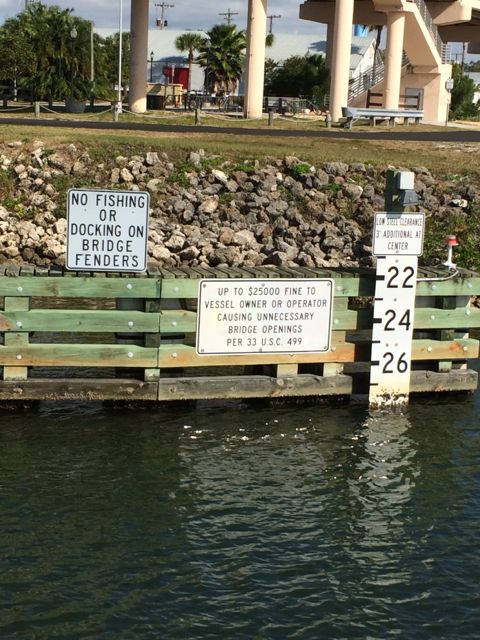 NO FISHING
OR
DOCKING ON
BRIDGE
FENDERS
UP TO $25000 FINE TO
VESSEL OWNER OR OPERATOR
CAUSING UNNECESSARY
BRIDGE OPENINGS
PER 33 U.S.C. 499
LOW STEEL CLEARANCE
3' ADDITIONAL AT
CENTER
22
24
26